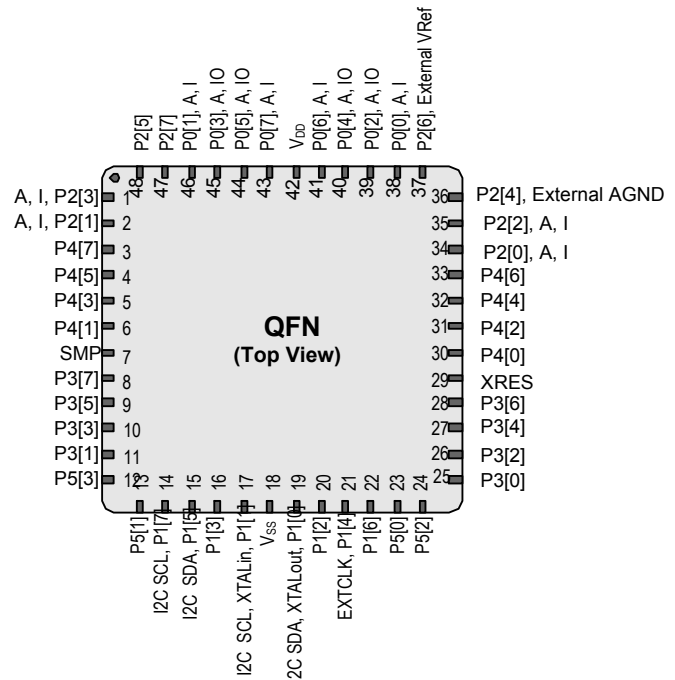 P2[5]
P2[7]
P0[1], A, I
P0[3], A, IO
P0[5], A, IO
P0[7], A, I
VDD
P0[6], A, I
P0[4], A, IO
P0[2], A, IO
P0[0], A, I
P2[6], External VRef
48
47
46
45
44
43
42
41
40
39
38
37
A, I, P2[3]
1
A, I, P2[1]
2
P4[7]
3
P4[5]
4
P4[3]
5
P4[1]
6
SMP
7
P3[7]
8
P3[5]
9
P3[3]
10
P3[1]
11
P5[3]
12
QFN
(Top View)
36
P2[4], External AGND
35
P2[2], A, I
34
P2[0], A, I
33
P4[6]
32
P4[4]
31
P4[2]
30
P4[0]
29
XRES
28
P3[6]
27
P3[4]
26
P3[2]
25
P3[0]
13
14
15
16
17
18
19
20
21
22
23
24
P5[1]
I2C SCL, P1[7]
I2C SDA, P1[5]
P1[3]
I2C SCL, XTALin, P1[1]
VSS
2C SDA, XTALout, P1[0]
P1[2]
EXTCLK, P1[4]
P1[6]
P5[0]
P5[2]